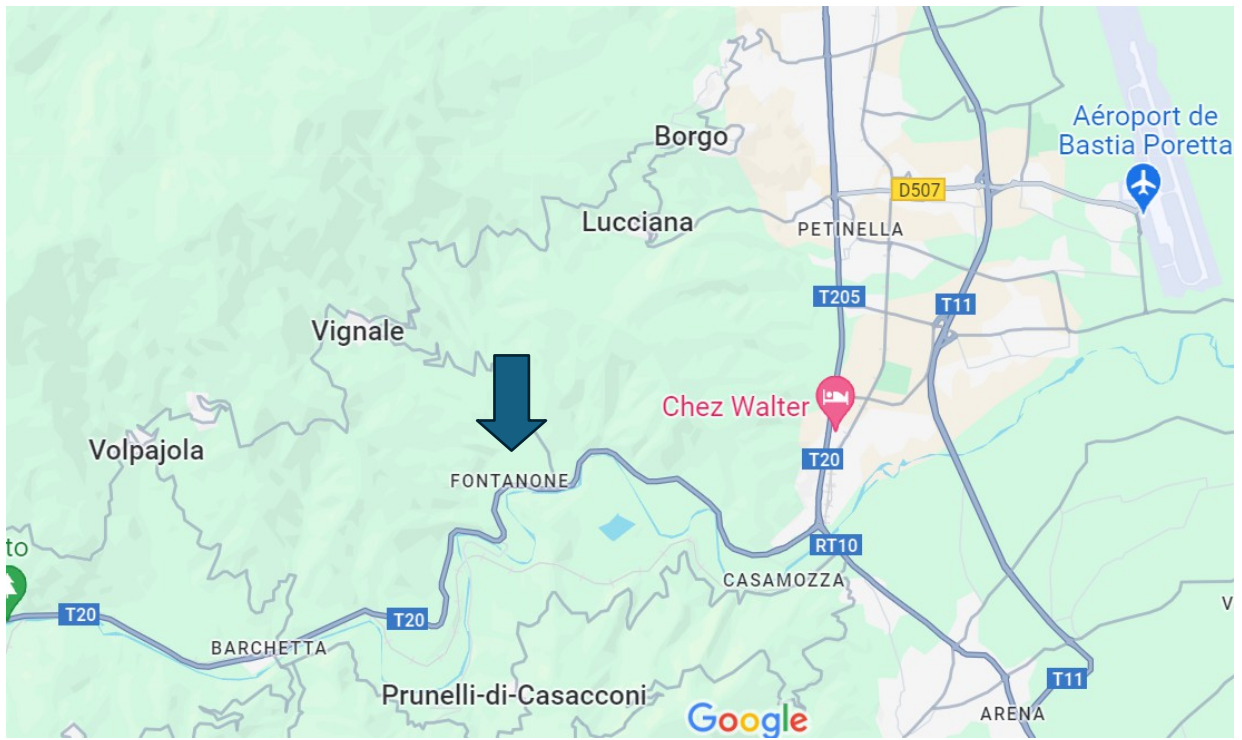 Borgo
Aéroport de
Bastia Poretta
D507
Lucciana
PETINELLA
T205
T11
Vignale
Chez Walter
Volpajola
T20
FONTANONE
RT10
to
CASAMOZZA
T20
T20
V
BARCHETTA
Prunelli-di-Casacconi
T11
Google
ARENA